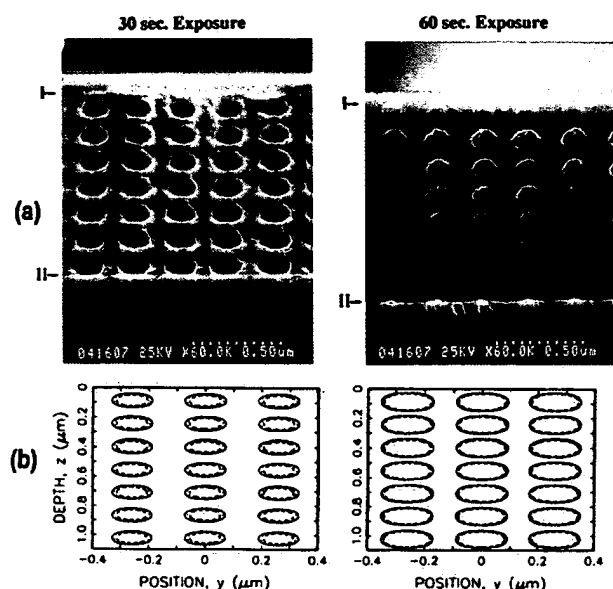 30 sec. Exposure
60 sec. Exposure
I
I
(a)
II
II
041607 25KV X60.0K 0.50um
041607 25KV X60.0K 0.50um
(b)
DEPTH, z (μm)
0
0.2
0.4
0.6
0.8
1.0
0
0.2
0.4
0.6
0.8
1.0
-0.4 -0.2 0 0.2 0.4
-0.4 -0.2 0 0.2 0.4
POSITION, y (μm)
POSITION, y (μm)